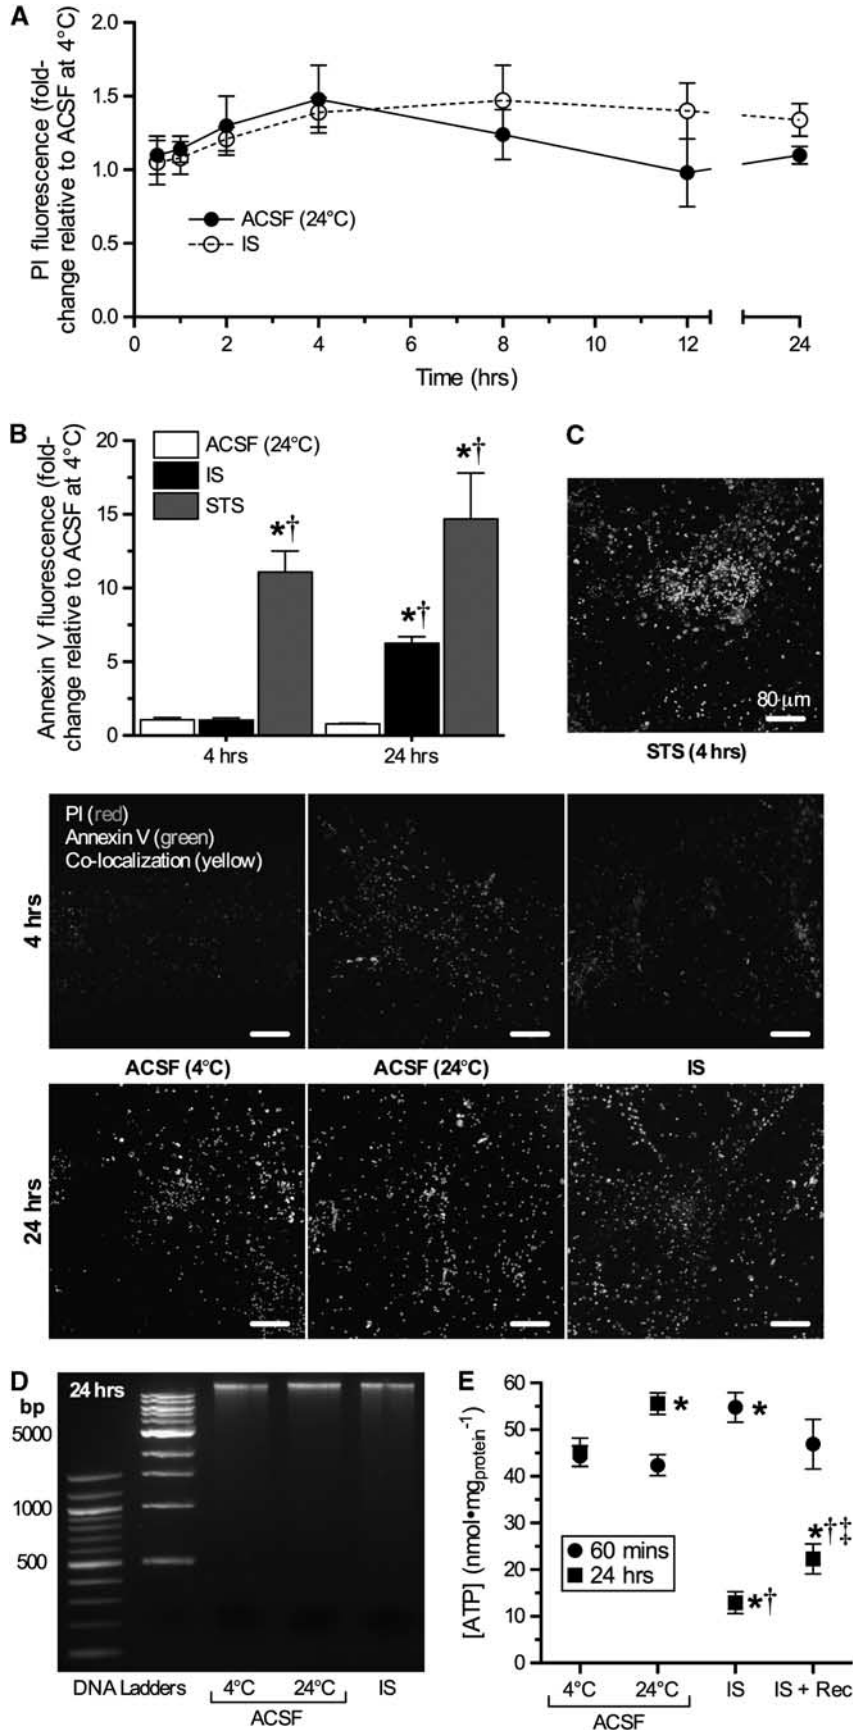 A
PI fluorescence (fold-
change relative to ACSF at 4°C)
2.0
1.5
1.0
0.5
0.0
ACSF (24°C)
IS
0 2 4 6 8 10 12 24
Time (hrs)
B
Annexin V fluorescence (fold-
change relative to ACSF at 4°C)
20
15
10
5
0
ACSF (24°C)
IS
STS
*†
*†
*†
4 hrs 24 hrs
C
80 μm
STS (4 hrs)
PI (red)
Annexin V (green)
Co-localization (yellow)
4 hrs
ACSF (4°C) ACSF (24°C) IS
24 hrs
D
24 hrs
bp
5000
1000
500
DNA Ladders 4°C 24°C IS
ACSF
E
[ATP] (nmol•mgprotein⁻¹)
60
50
40
30
20
10
0
*
*
*†‡
*†
60 mins
24 hrs
4°C 24°C IS IS + Rec
ACSF